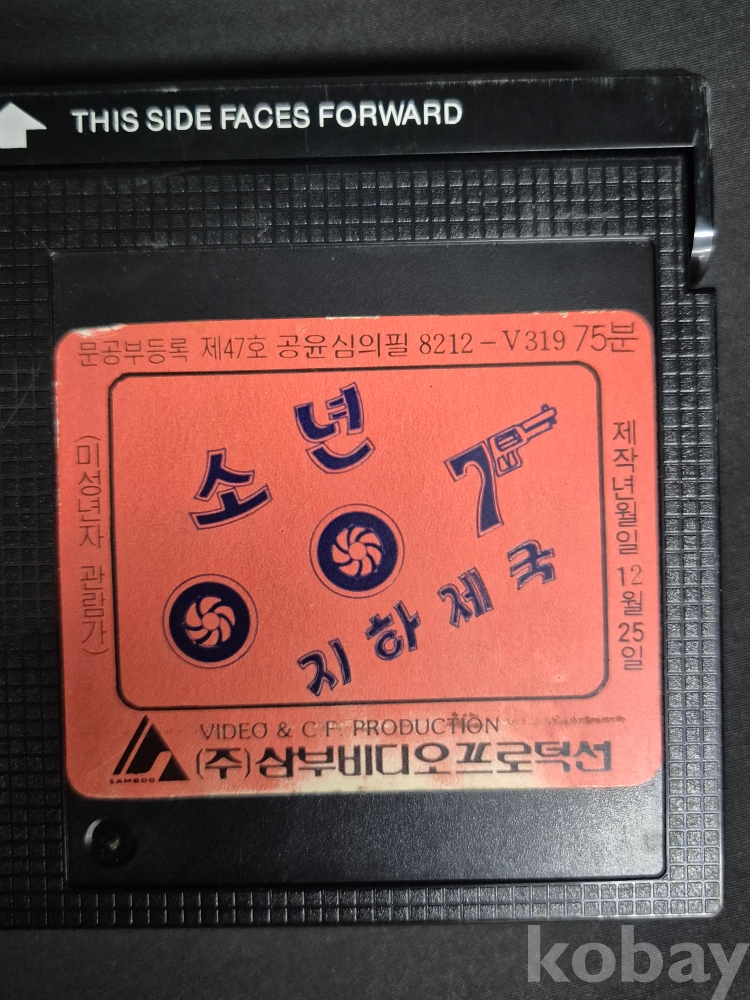 THIS SIDE FACES FORWARD
문공부등록 제47호 공윤심의필 8212-V319 75분
(미성년자 관람가)
소년
007
지하제국
제작년월일 12월 25일
VIDEO & C.F. PRODUCTION
SAMBOO
(주)삼부비디오프로덕션
kobay